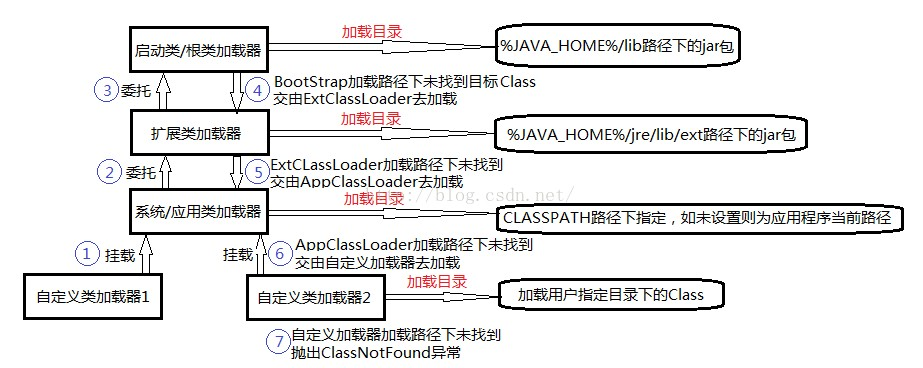 启动类/根类加载器
加载目录
%JAVA_HOME%/lib路径下的jar包
③ 委托
④ BootStrap加载路径下未找到目标Class
交由ExtClassLoader去加载
扩展类加载器
加载目录
%JAVA_HOME%/jre/lib/ext路径下的jar包
② 委托
⑤ ExtCLassLoader加载路径下未找到
交由AppClassLoader去加载
系统/应用类加载器
加载目录
CLASSPATH路径下指定，如未设置则为应用程序当前路径
① 挂载
挂载
⑥ AppClassLoader加载路径下未找到
交由自定义加载器去加载
自定义类加载器1
自定义类加载器2
加载目录
加载用户指定目录下的Class
⑦ 自定义加载器加载路径下未找到
抛出ClassNotFound异常
//blog.csdn.net/